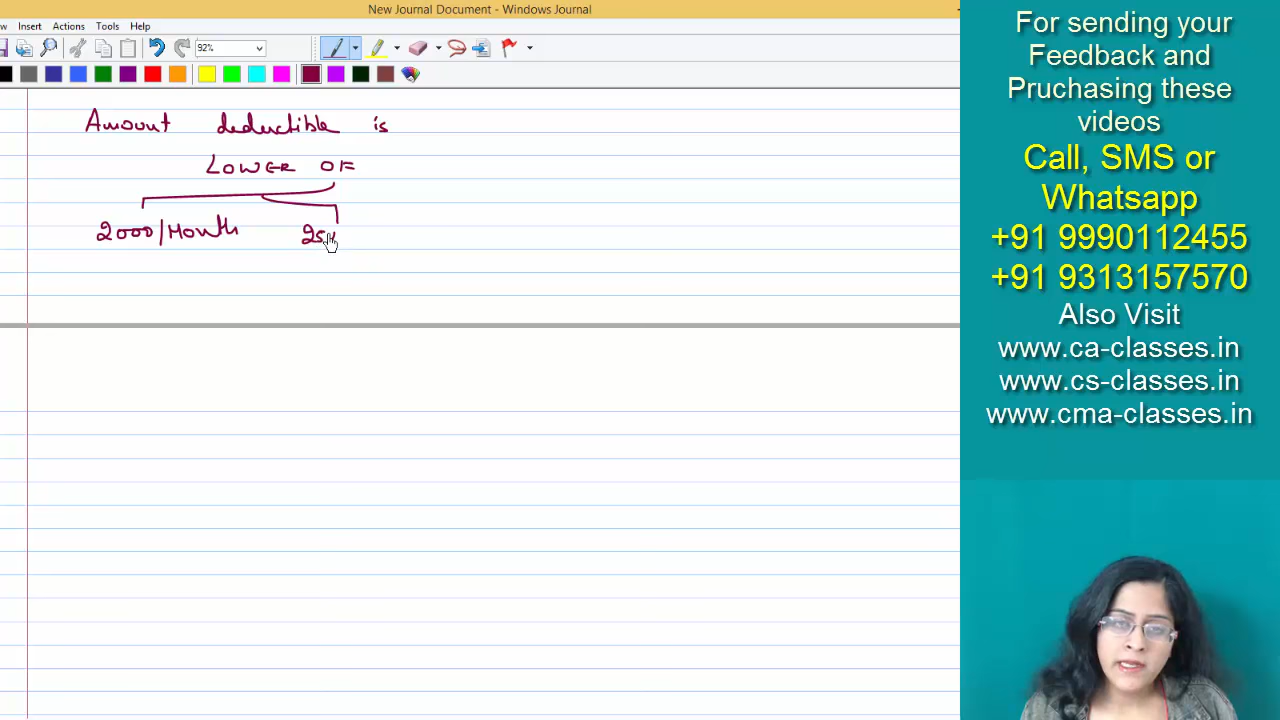 New Journal Document - Windows Journal
Insert Actions Tools Help
92%
Amount deductible is
LOWER OF
2000/Month 25%
For sending your
Feedback and
Pruchasing these
videos
Call, SMS or
Whatsapp
+91 9990112455
+91 9313157570
Also Visit
www.ca-classes.in
www.cs-classes.in
www.cma-classes.in